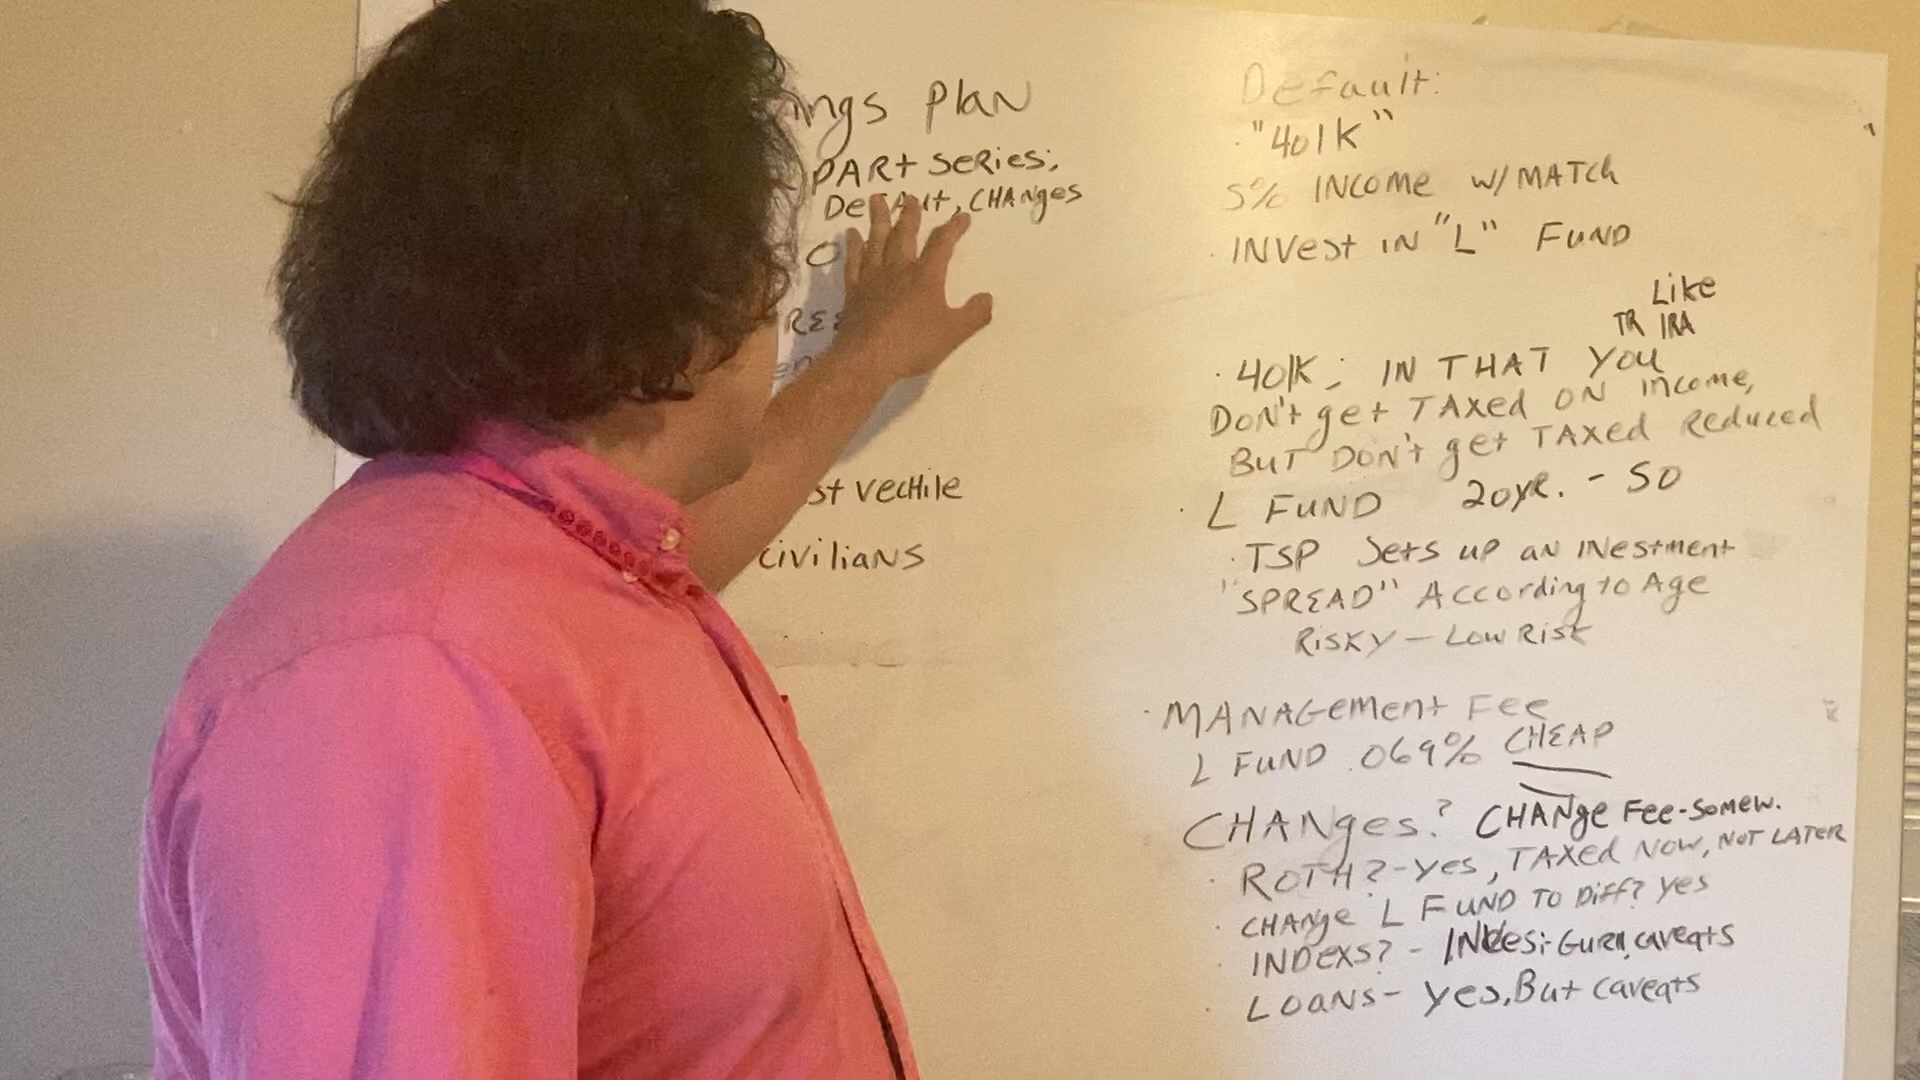 ings Plan
PART SERIES;
DEFAUlt, CHANges
st VecHile
civiliANS
Default:
"401K"
5% INCOME W/MATCH
INVest IN "L" FUND
Like
TR IRA
401K; IN THAT YOU
DON't get TAXed ON INcome,
BUT DON't get TAXed Reduced
L FUND 20YR. - 50
TSP Sets up an INestment
"SPREAD" According to Age
RISKY - Low Risk
MANAGement Fee
L FUND .069% CHEAP
CHANges? CHANge Fee-Somew.
ROTH? - yes, TAXed NOW, NOT LATER
CHANge L FUND TO DIFF? yes
INDEXS? - caveats
LOANS - yes, But caveats